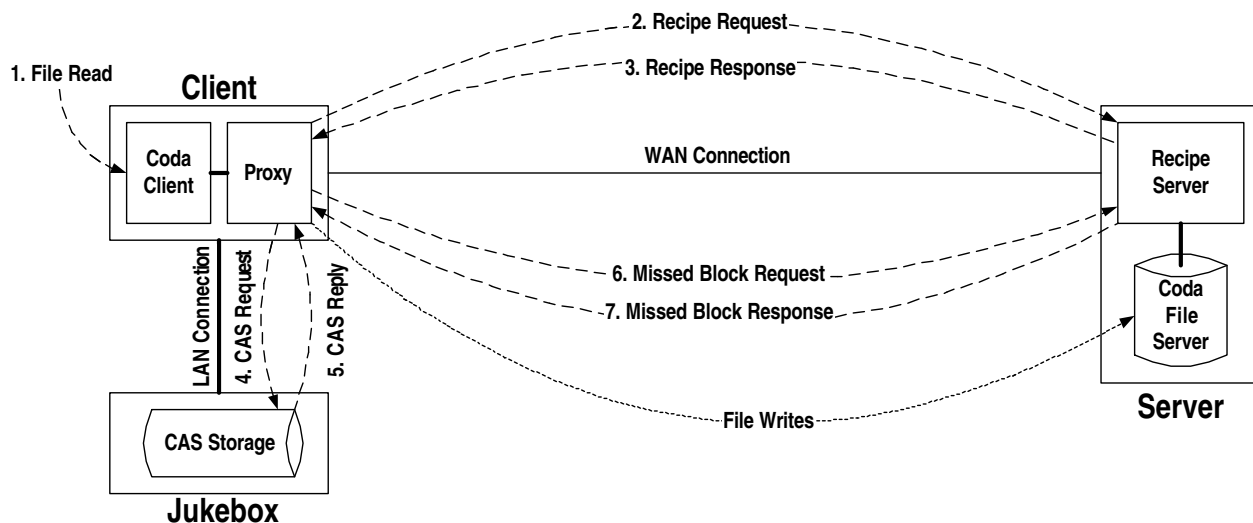 2. Recipe Request
1. File Read
3. Recipe Response
Client
Coda
Client
Proxy
WAN Connection
Recipe
Server
LAN Connection
4. CAS Request
5. CAS Reply
6. Missed Block Request
7. Missed Block Response
Coda
File
Server
File Writes
Server
CAS Storage
Jukebox